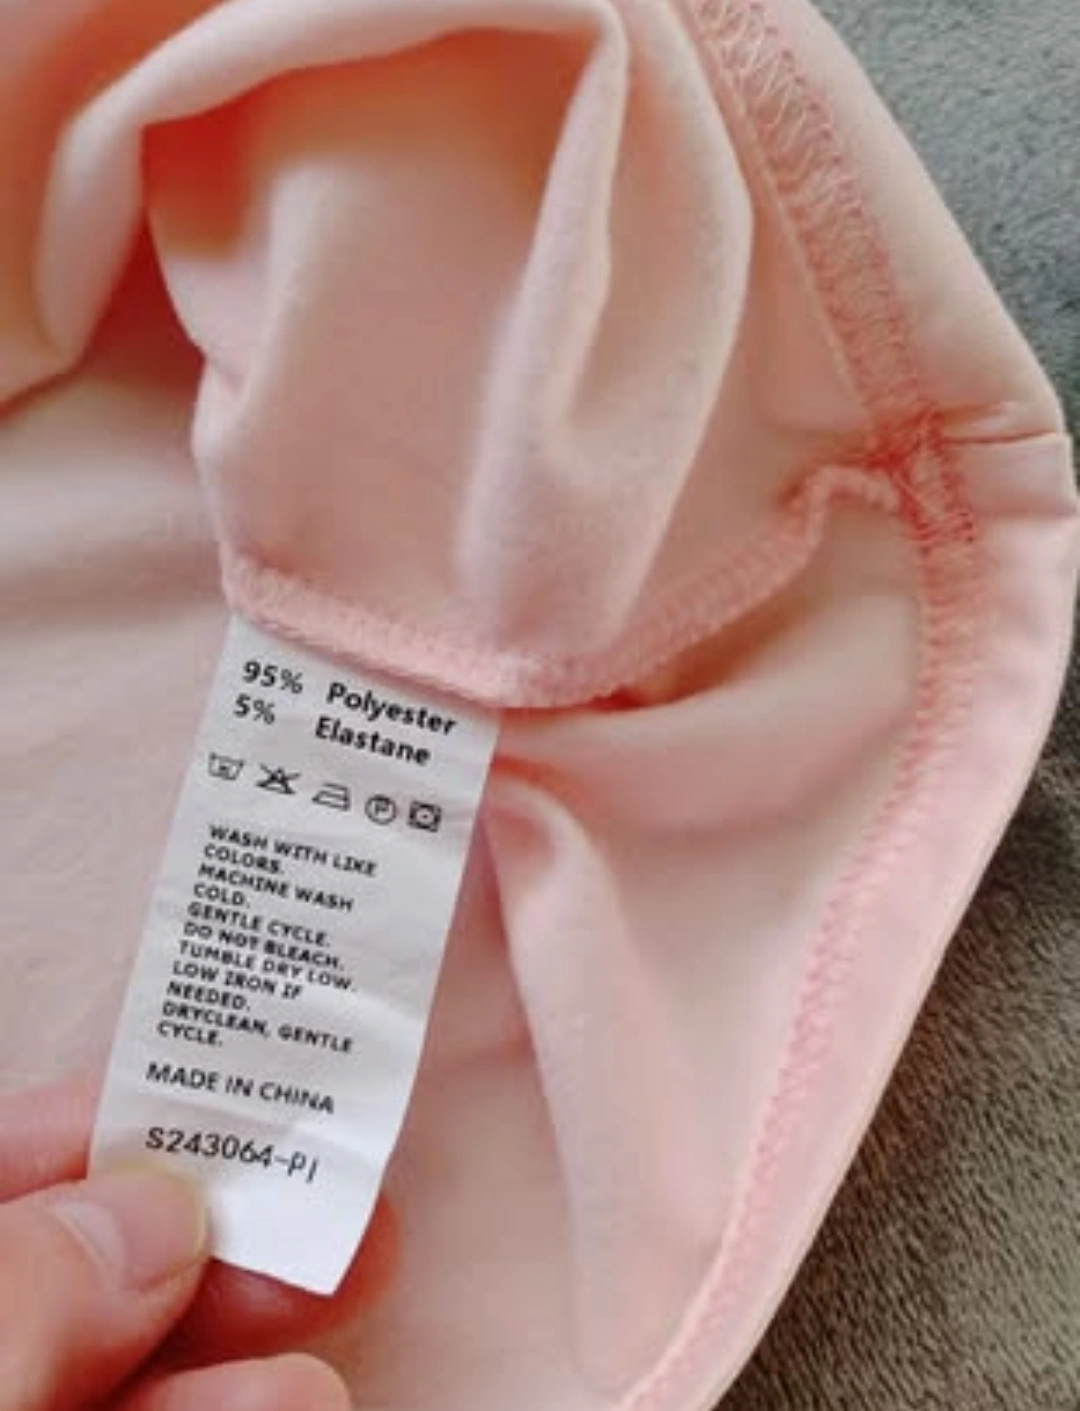 95% Polyester
5% Elastane
WASH WITH LIKE
COLORS.
MACHINE WASH
COLD.
GENTLE CYCLE.
DO NOT BLEACH.
TUMBLE DRY LOW.
LOW IRON IF
NEEDED.
DRYCLEAN, GENTLE
CYCLE.
MADE IN CHINA
S243064-PJ